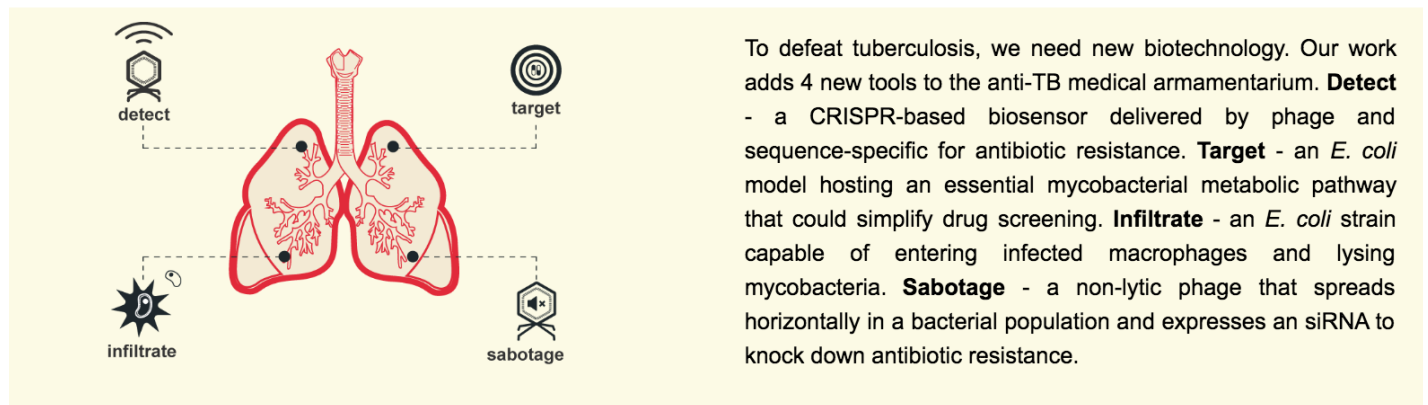 detect
target
infiltrate
sabotage
To defeat tuberculosis, we need new biotechnology. Our work
adds 4 new tools to the anti-TB medical armamentarium. Detect
- a CRISPR-based biosensor delivered by phage and
sequence-specific for antibiotic resistance. Target - an E. coli
model hosting an essential mycobacterial metabolic pathway
that could simplify drug screening. Infiltrate - an E. coli strain
capable of entering infected macrophages and lysing
mycobacteria. Sabotage - a non-lytic phage that spreads
horizontally in a bacterial population and expresses an siRNA to
knock down antibiotic resistance.